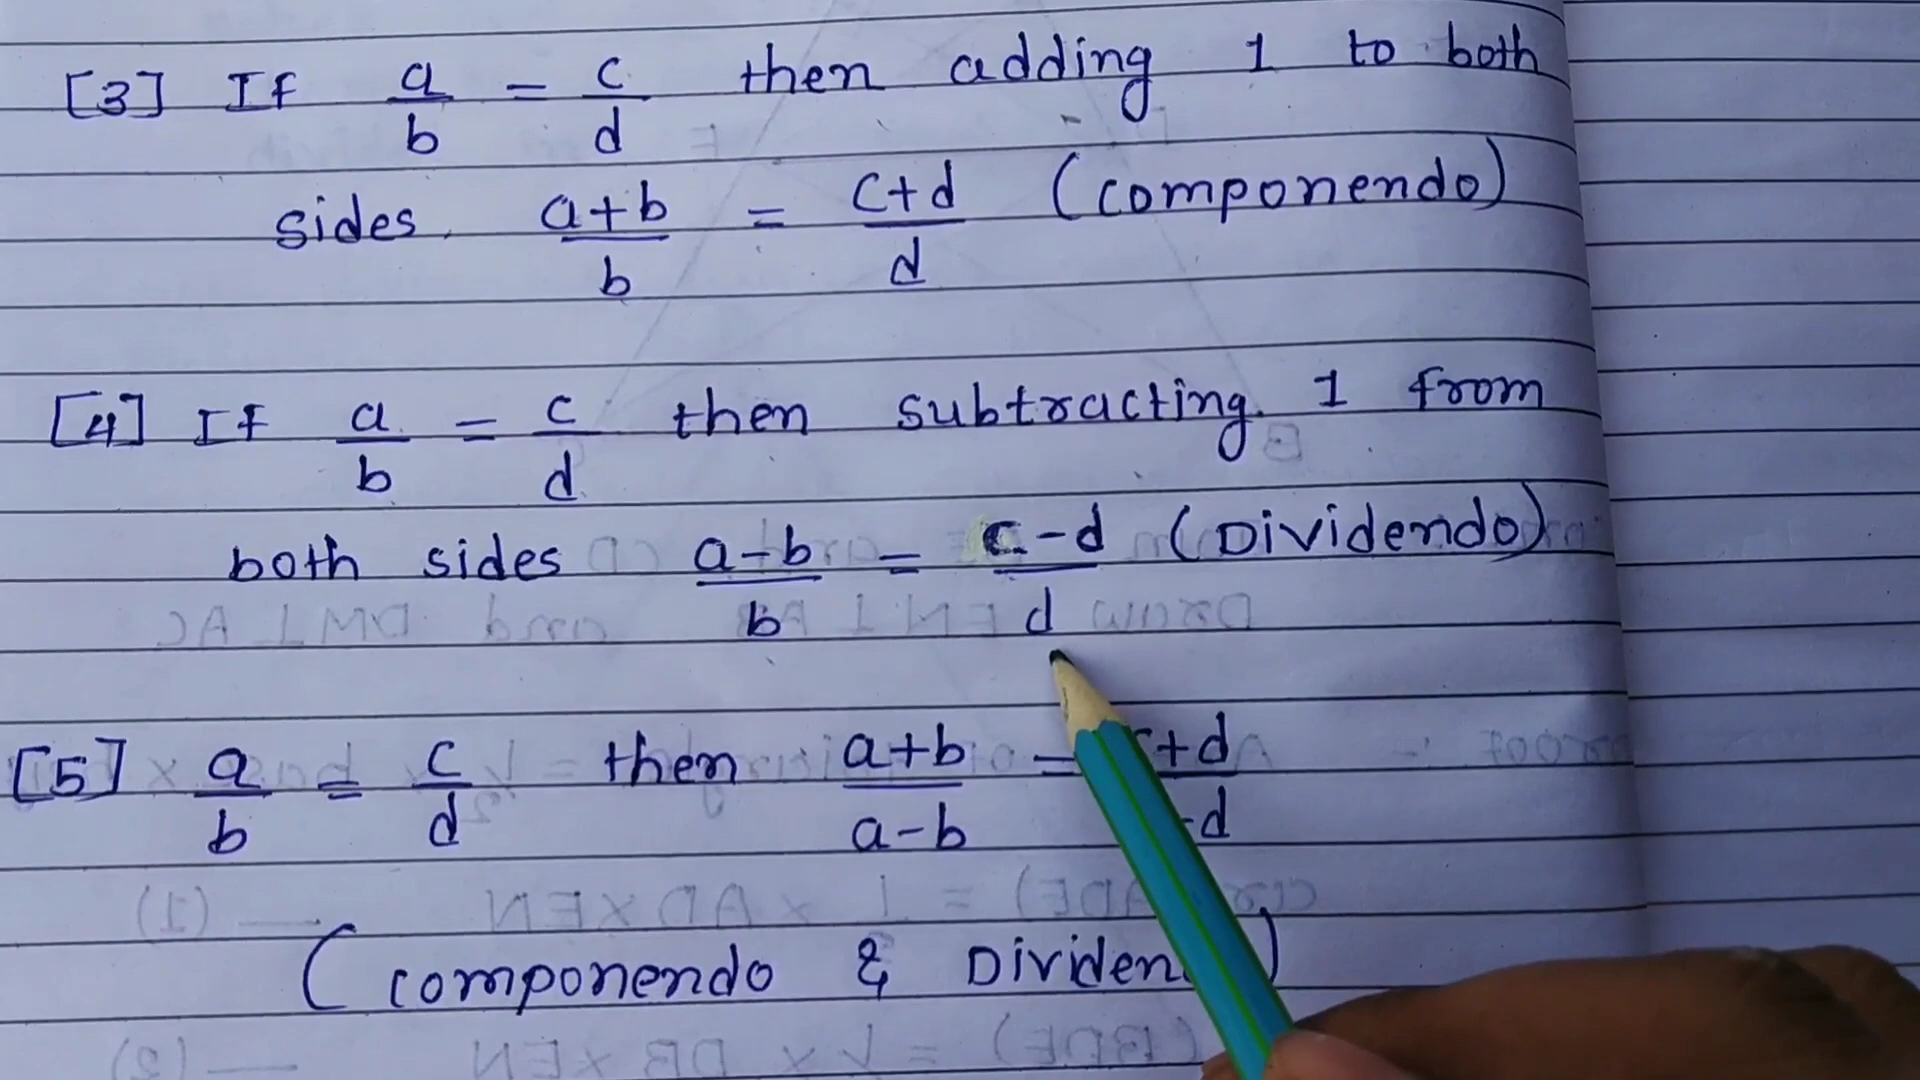 [3] If a/b = c/d then adding 1 to both
sides. a+b/b = c+d/d (componendo)
[4] If a/b = c/d then subtracting 1 from
both sides a-b/b = c-d/d (Dividendo)
[5] a/b = c/d then a+b/a-b = +d/-d
(componendo & Dividen )